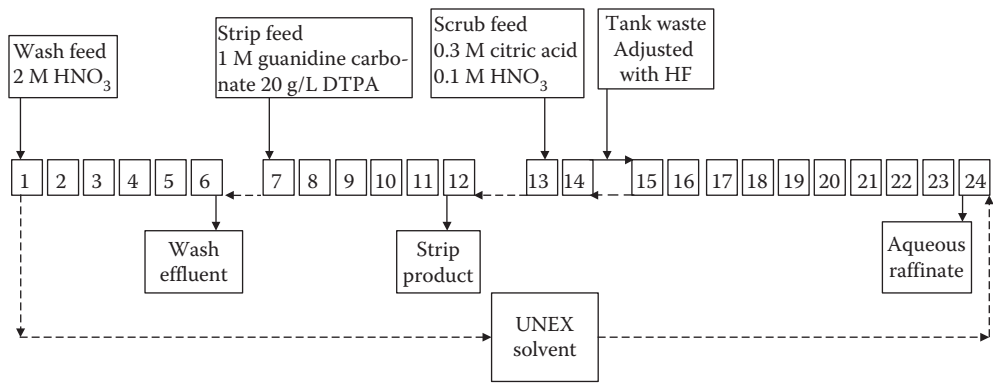 Wash feed
2 M HNO₃
Strip feed
1 M guanidine carbo-
nate 20 g/L DTPA
Scrub feed
0.3 M citric acid
0.1 M HNO₃
Tank waste
Adjusted
with HF
1 2 3 4 5 6 7 8 9 10 11 12 13 14 15 16 17 18 19 20 21 22 23 24
Wash
effluent
Strip
product
Aqueous
raffinate
UNEX
solvent